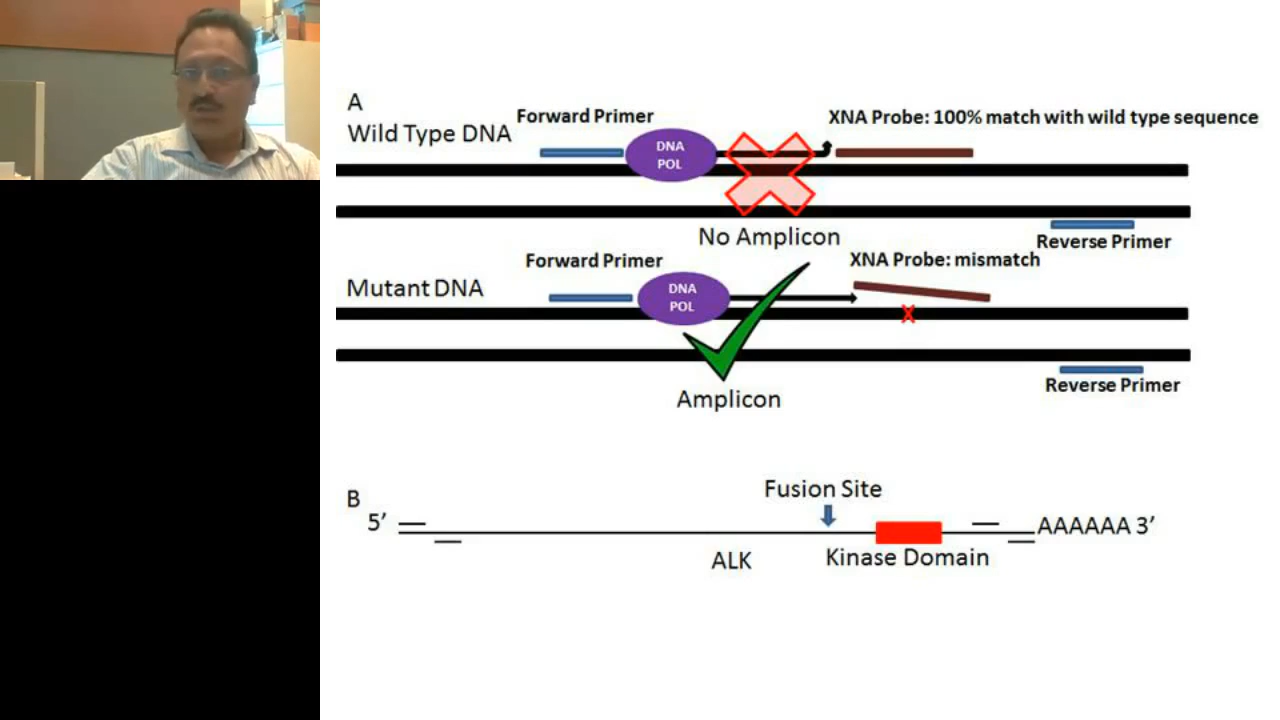 A
Wild Type DNA
Forward Primer
DNA
POL
XNA Probe: 100% match with wild type sequence
No Amplicon
Reverse Primer
Mutant DNA
Forward Primer
DNA
POL
XNA Probe: mismatch
x
Amplicon
Reverse Primer
B
Fusion Site
5’
AAAAAA 3’
ALK
Kinase Domain